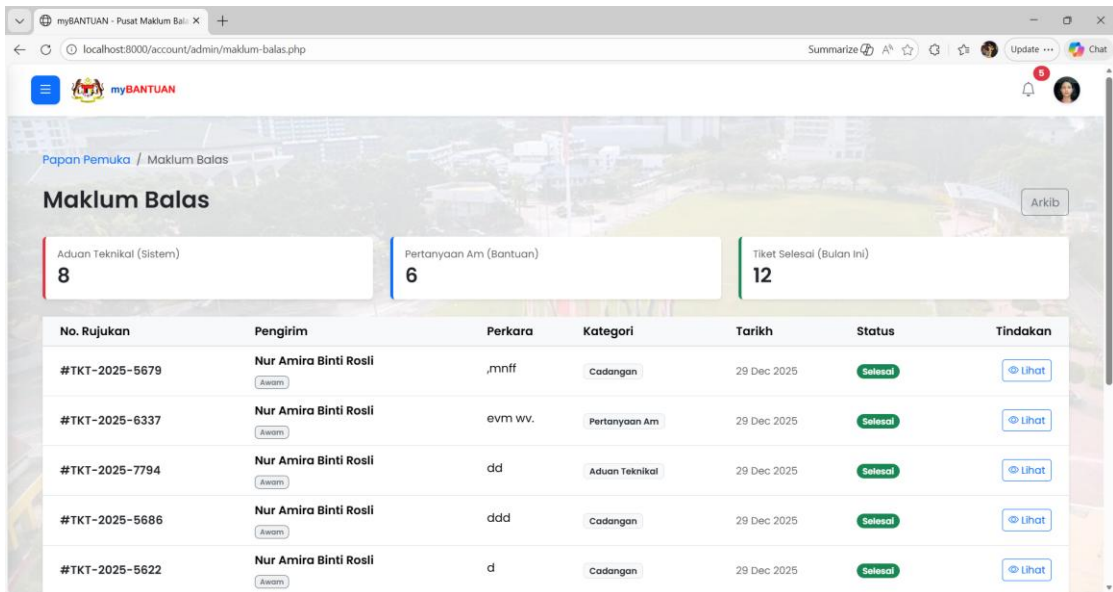 myBANTUAN - Pusat Maklum Bala
localhost:8000/account/admin/maklum-balas.php
Summarize
Update
Chat
myBANTUAN
5
Papan Pemuka / Maklum Balas
Maklum Balas
Arkib
Aduan Teknikal (Sistem)
8
Pertanyaan Am (Bantuan)
6
Tiket Selesai (Bulan Ini)
12
No. Rujukan Pengirim Perkara Kategori Tarikh Status Tindakan
#TKT-2025-5679 Nur Amira Binti Rosli ,mnff Cadangan 29 Dec 2025 Selesai Lihat
Awam
#TKT-2025-6337 Nur Amira Binti Rosli evm wv. Pertanyaan Am 29 Dec 2025 Selesai Lihat
Awam
#TKT-2025-7794 Nur Amira Binti Rosli dd Aduan Teknikal 29 Dec 2025 Selesai Lihat
Awam
#TKT-2025-5686 Nur Amira Binti Rosli ddd Cadangan 29 Dec 2025 Selesai Lihat
Awam
#TKT-2025-5622 Nur Amira Binti Rosli d Cadangan 29 Dec 2025 Selesai Lihat
Awam